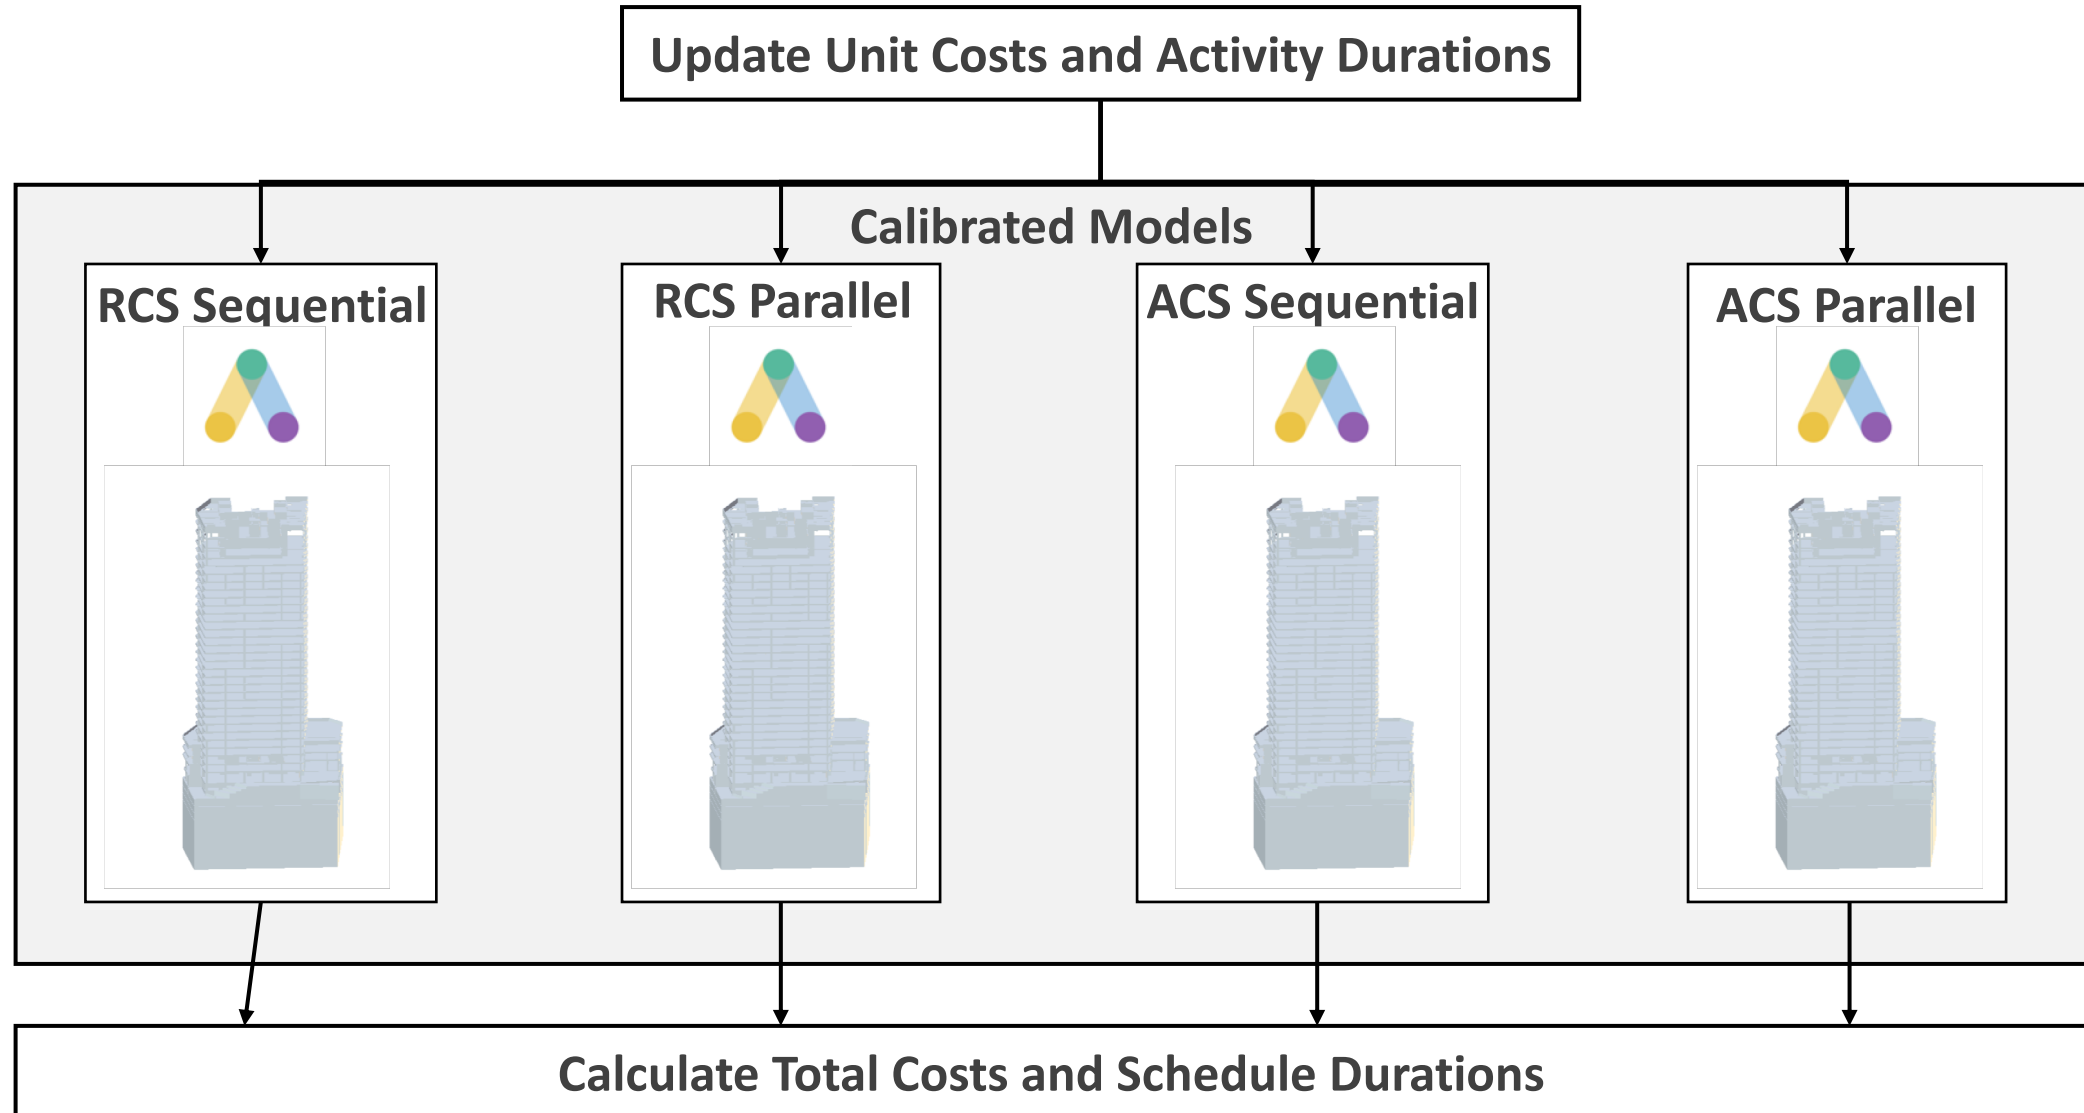 Update Unit Costs and Activity Durations
Calibrated Models
RCS Sequential
RCS Parallel
ACS Sequential
ACS Parallel
Calculate Total Costs and Schedule Durations